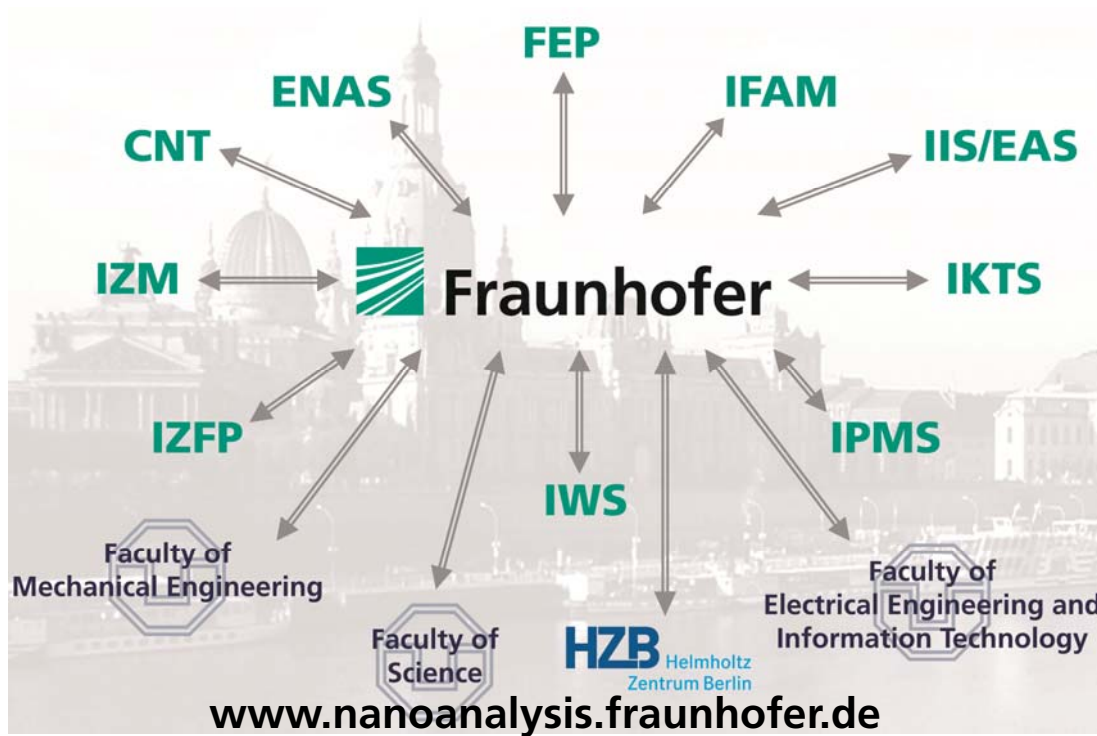 FEP
ENAS
IFAM
CNT
IIS/EAS
IZM
Fraunhofer
IKTS
IZFP
IPMS
IWS
Faculty of
Mechanical Engineering
Faculty of
Electrical Engineering and
Information Technology
Faculty of
Science
HZB Helmholtz
Zentrum Berlin
www.nanoanalysis.fraunhofer.de